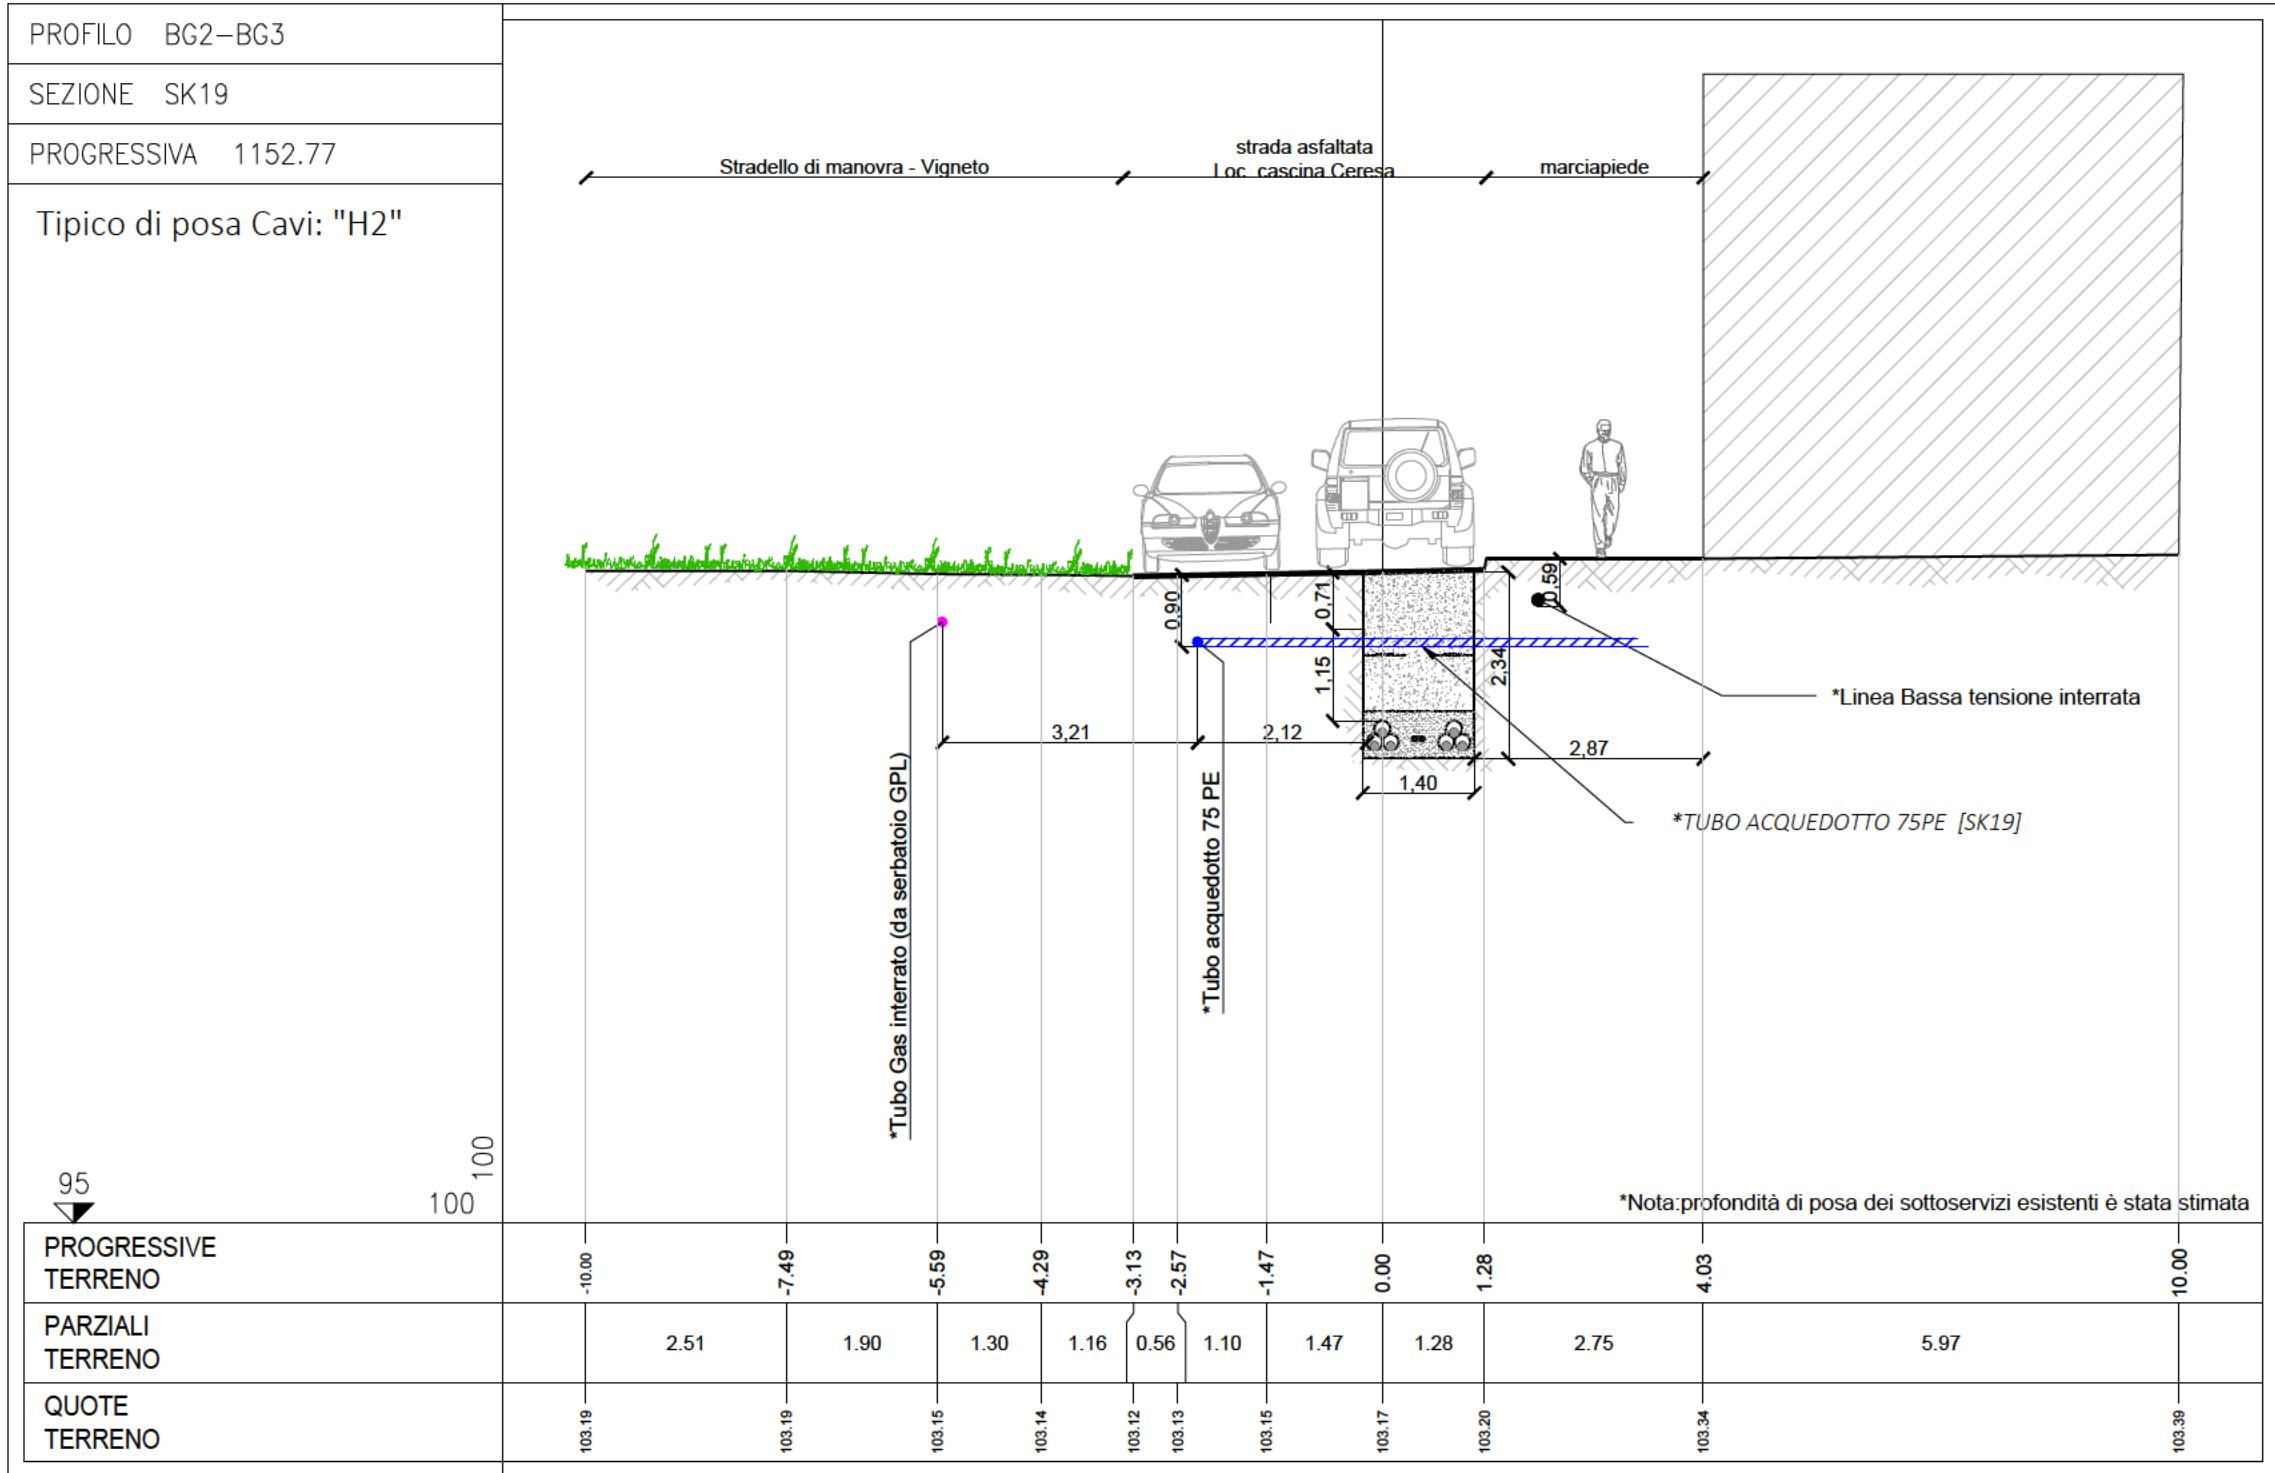 PROFILO BG2-BG3
SEZIONE SK19
PROGRESSIVA 1152.77
Tipico di posa Cavi: "H2"
Stradello di manovra - Vigneto
strada asfaltata
Loc. cascina Ceresa
marciapiede
0,90
0,71
1,15
2,34
0,59
3,21
2,12
2,87
1,40
*Linea Bassa tensione interrata
*TUBO ACQUEDOTTO 75PE [SK19]
*Tubo Gas interrato (da serbatoio GPL)
*Tubo acquedotto 75 PE
95
100
100
*Nota:profondità di posa dei sottoservizi esistenti è stata stimata
PROGRESSIVE
TERRENO
-10.00 -7.49 -5.59 -4.29 -3.13 -2.57 -1.47 0.00 1.28 4.03 10.00
PARZIALI
TERRENO
2.51 1.90 1.30 1.16 0.56 1.10 1.47 1.28 2.75 5.97
QUOTE
TERRENO
103.19 103.19 103.15 103.14 103.12 103.13 103.15 103.17 103.20 103.34 103.39